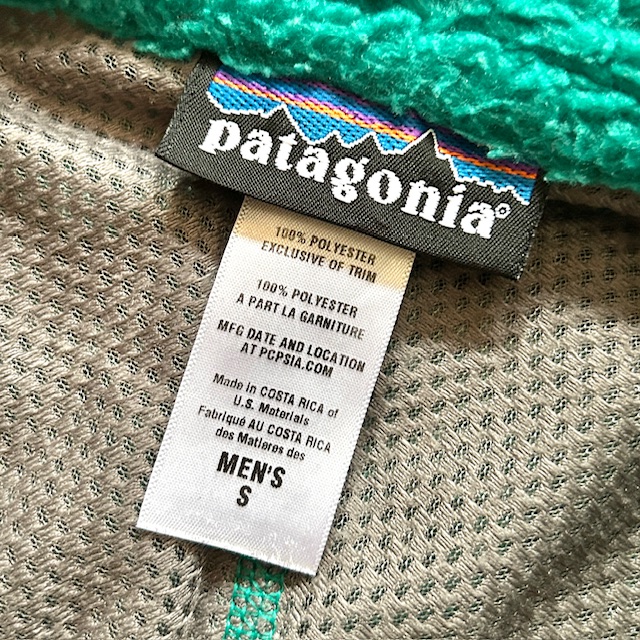 patagonia®
100% POLYESTER
EXCLUSIVE OF TRIM
100% POLYESTER
A PART LA GARNITURE
MFG DATE AND LOCATION
AT PCPSIA.COM
Made in COSTA RICA of
U.S. Materials
Fabriqué AU COSTA RICA
des Matieres des
MEN'S
S